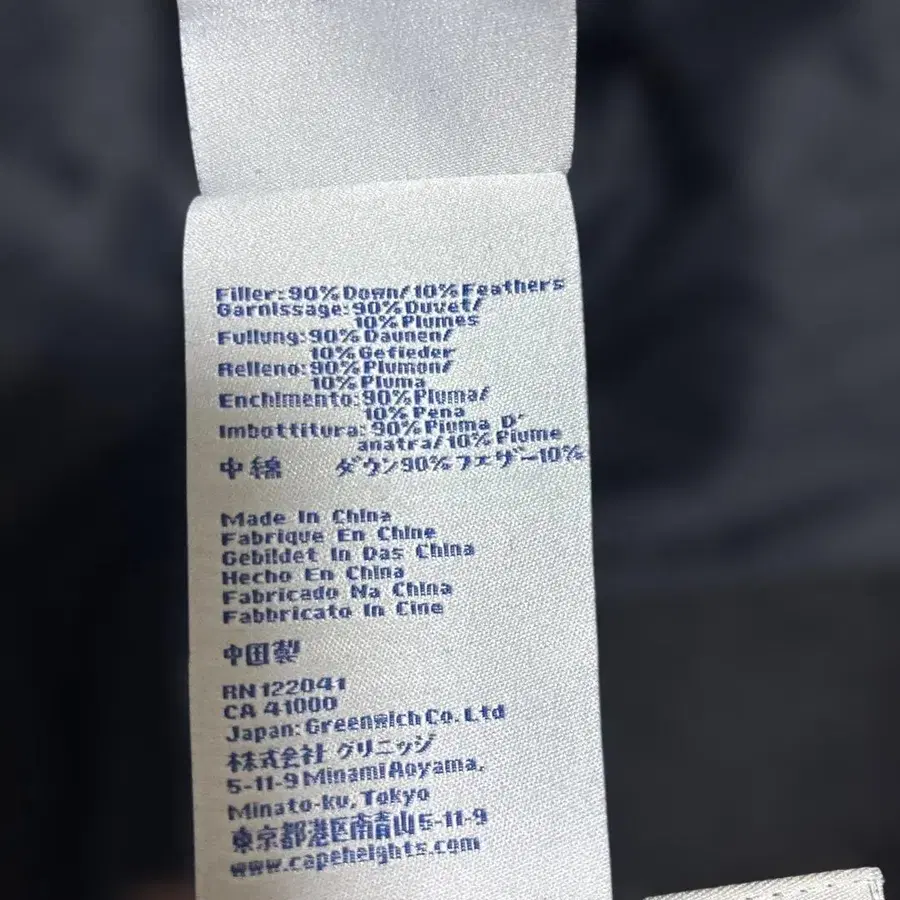 Filler:90%Down/10%Feathers
Garnissage:90%Duvet/
10%Plumes
Fullung:90%Daunen/
10%Gefieder
Relleno:90%Plumon/
10%Pluma
Enchimento:90%Pluma/
10%Pena
Imbottitura:90%Piuma D'
anatra/10%Piume
中綿 ダウン90%フェザー10%
Made In China
Fabrique En Chine
Gebildet In Das China
Hecho En China
Fabricado Na China
Fabbricato In Cine
中国製
RN122041
CA 41000
Japan:Greenwich Co.Ltd
株式会社 グリニッジ
5-11-9 MinamiAoyama,
Minato-ku,Tokyo
東京都港区南青山5-11-9
www.capeheights.com